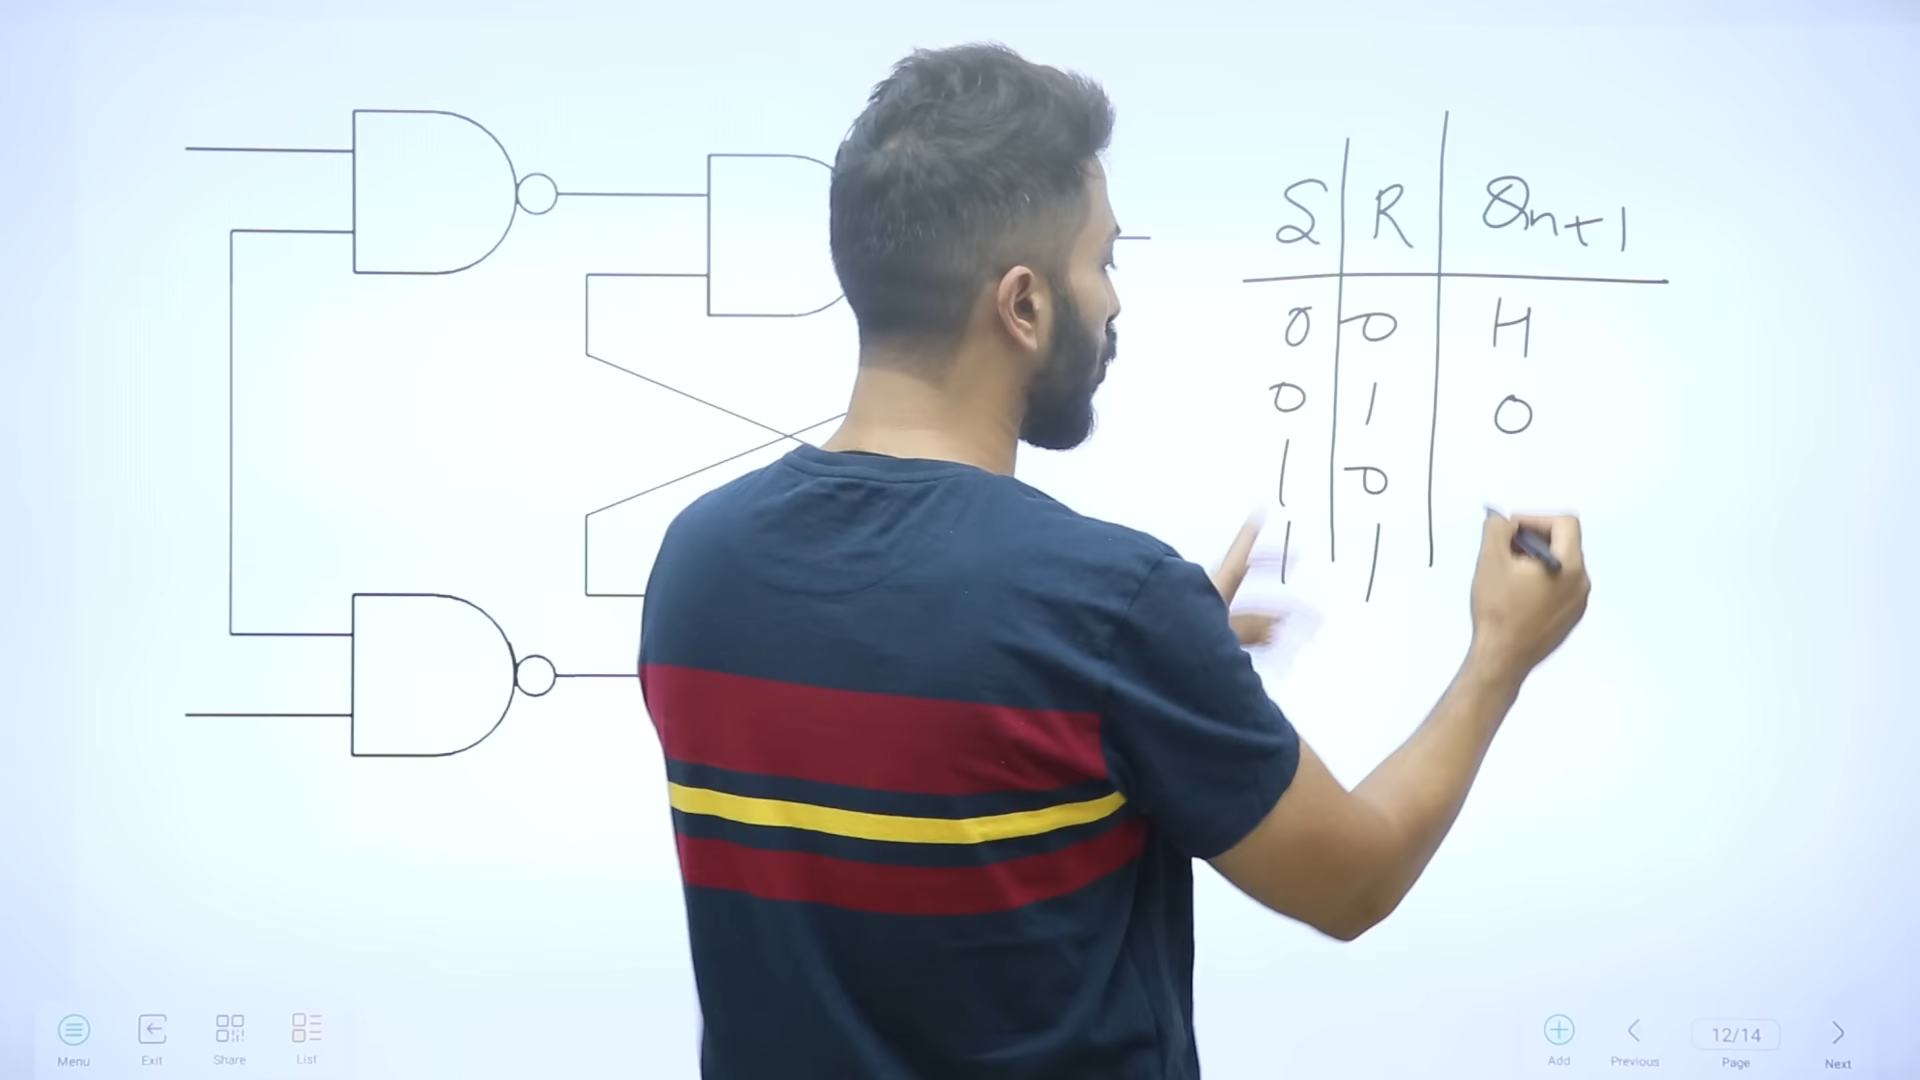 S R Qn+1
0 0 H
0 1 0
1 0
1 1
Menu Exit Share List Add Previous 12/14 Page Next